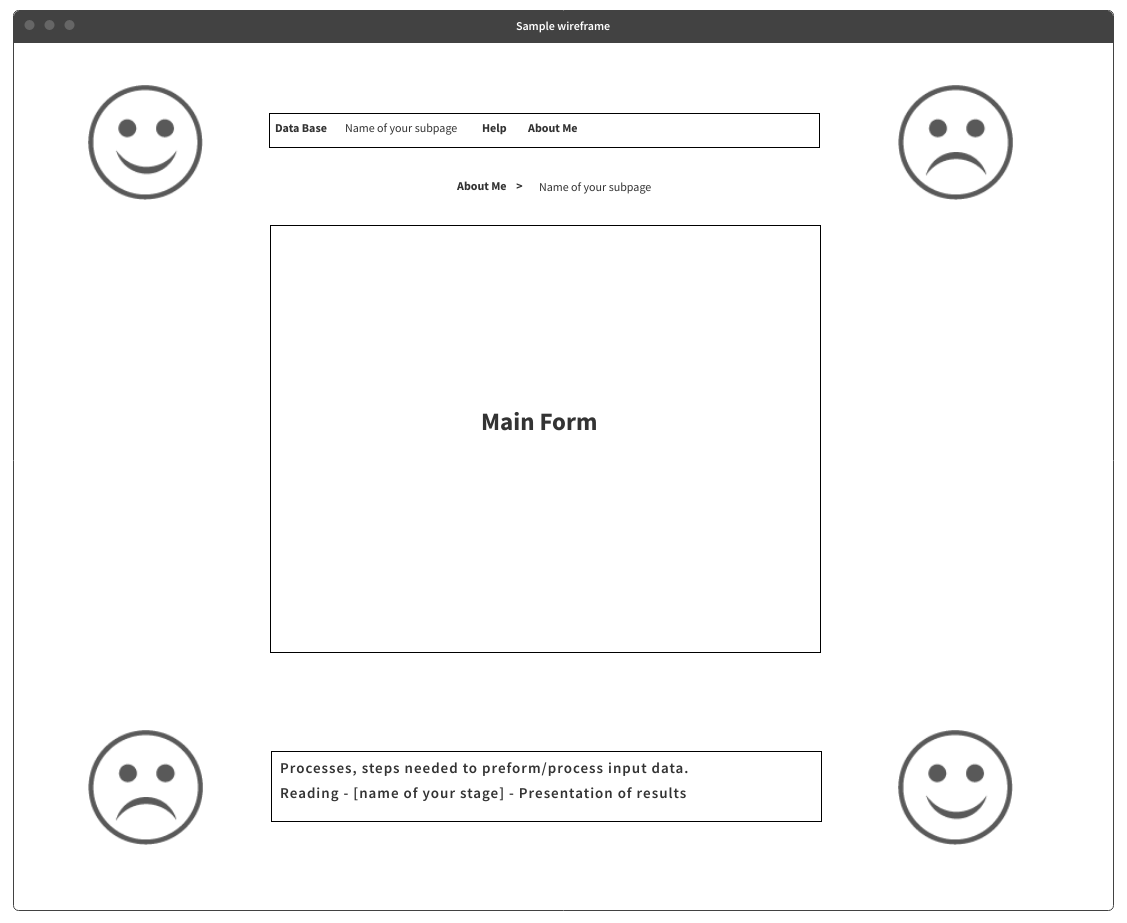 Sample wireframe
Data Base Name of your subpage Help About Me
About Me > Name of your subpage
Main Form
Processes, steps needed to preform/process input data.
Reading - [name of your stage] - Presentation of results